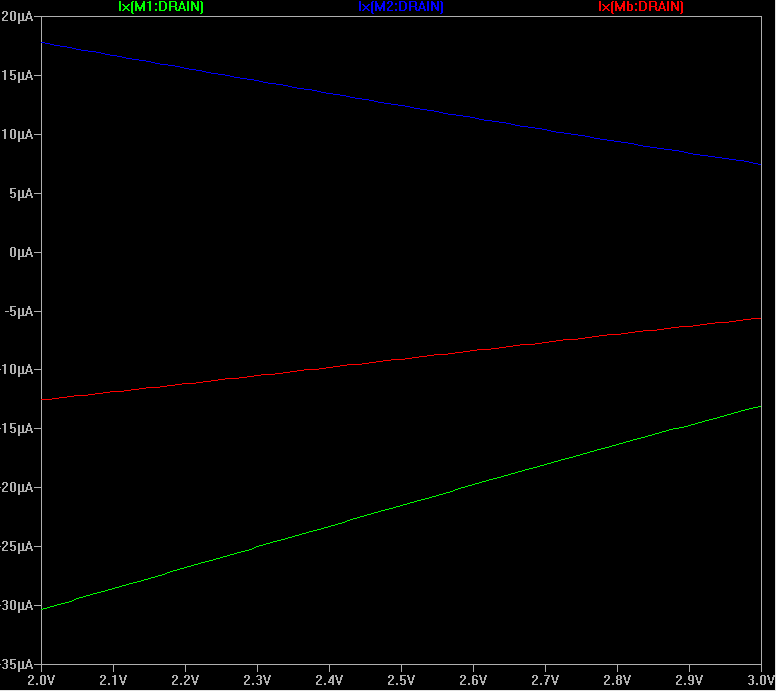 Ix(M1:DRAIN) Ix(M2:DRAIN) Ix(Mb:DRAIN)
20µA
15µA
10µA
5µA
0µA
-5µA
-10µA
-15µA
-20µA
-25µA
-30µA
-35µA
2.0V 2.1V 2.2V 2.3V 2.4V 2.5V 2.6V 2.7V 2.8V 2.9V 3.0V